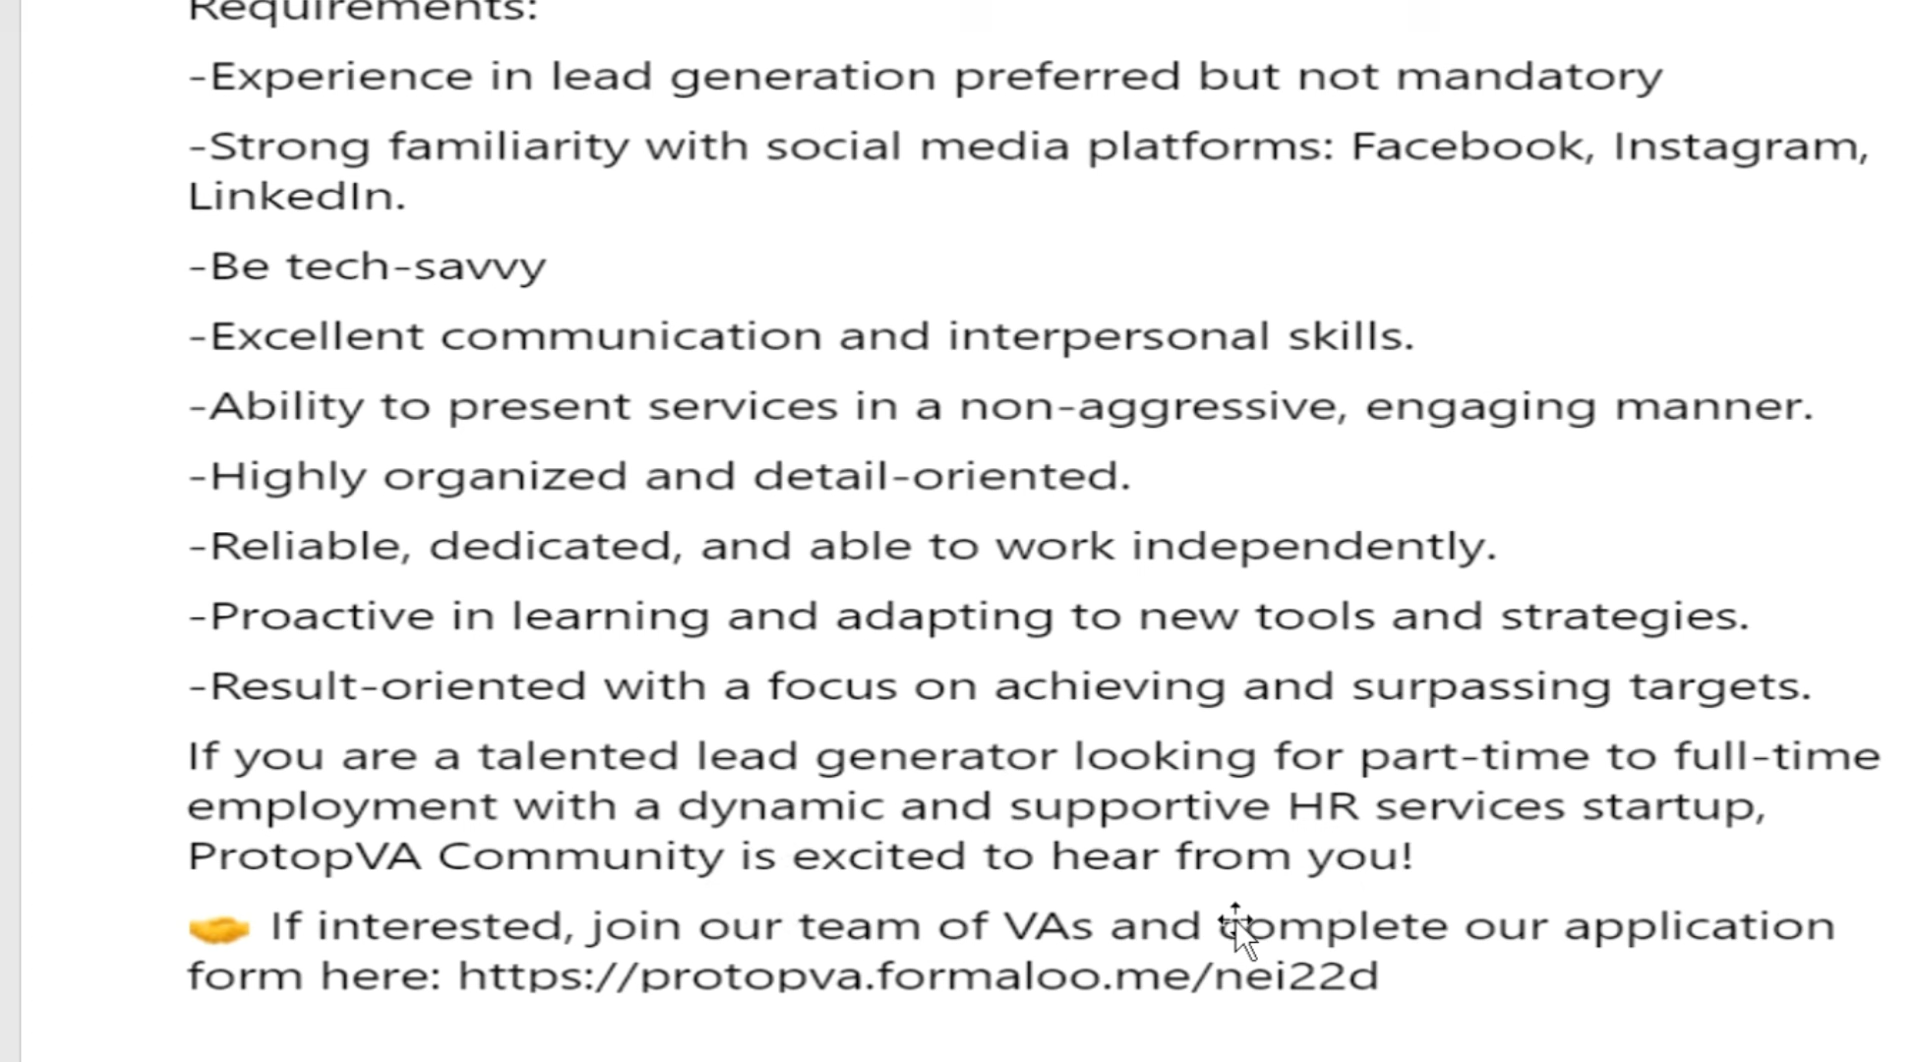 Requirements:
-Experience in lead generation preferred but not mandatory
-Strong familiarity with social media platforms: Facebook, Instagram,
LinkedIn.
-Be tech-savvy
-Excellent communication and interpersonal skills.
-Ability to present services in a non-aggressive, engaging manner.
-Highly organized and detail-oriented.
-Reliable, dedicated, and able to work independently.
-Proactive in learning and adapting to new tools and strategies.
-Result-oriented with a focus on achieving and surpassing targets.
If you are a talented lead generator looking for part-time to full-time
employment with a dynamic and supportive HR services startup,
ProtopVA Community is excited to hear from you!
🤝 If interested, join our team of VAs and complete our application
form here: https://protopva.formaloo.me/nei22d